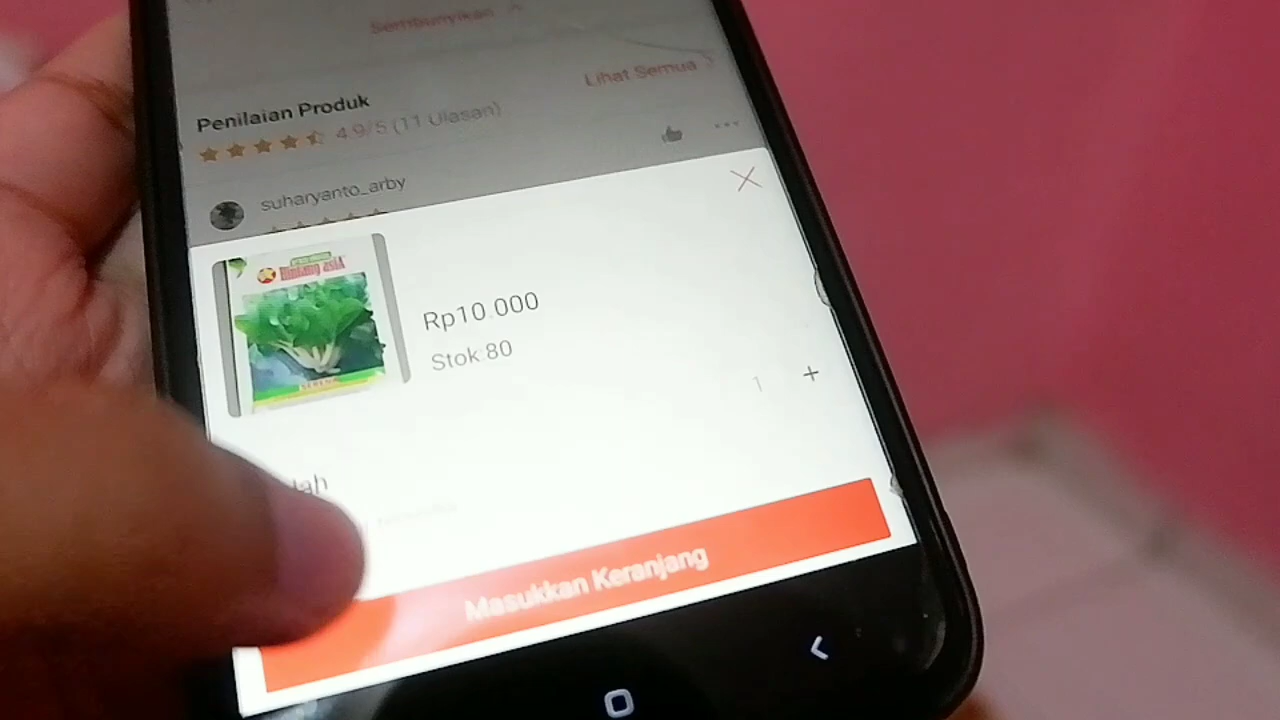 Sembunyikan
Lihat Semua
Penilaian Produk
4.9/5 (11 Ulasan)
suharyanto_arby
Bintang asIA
Rp10.000
Stok 80
1 +
Masukkan Keranjang